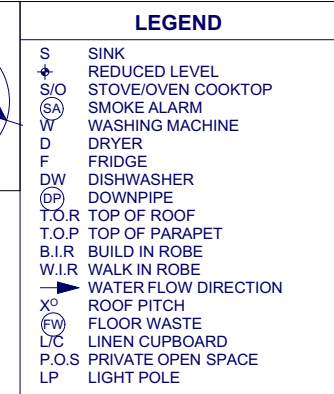 LEGEND
S SINK
REDUCED LEVEL
S/O STOVE/OVEN COOKTOP
SA SMOKE ALARM
W WASHING MACHINE
D DRYER
F FRIDGE
DW DISHWASHER
DP DOWNPIPE
T.O.R TOP OF ROOF
T.O.P TOP OF PARAPET
B.I.R BUILD IN ROBE
W.I.R WALK IN ROBE
WATER FLOW DIRECTION
X° ROOF PITCH
FW FLOOR WASTE
L/C LINEN CUPBOARD
P.O.S PRIVATE OPEN SPACE
LP LIGHT POLE